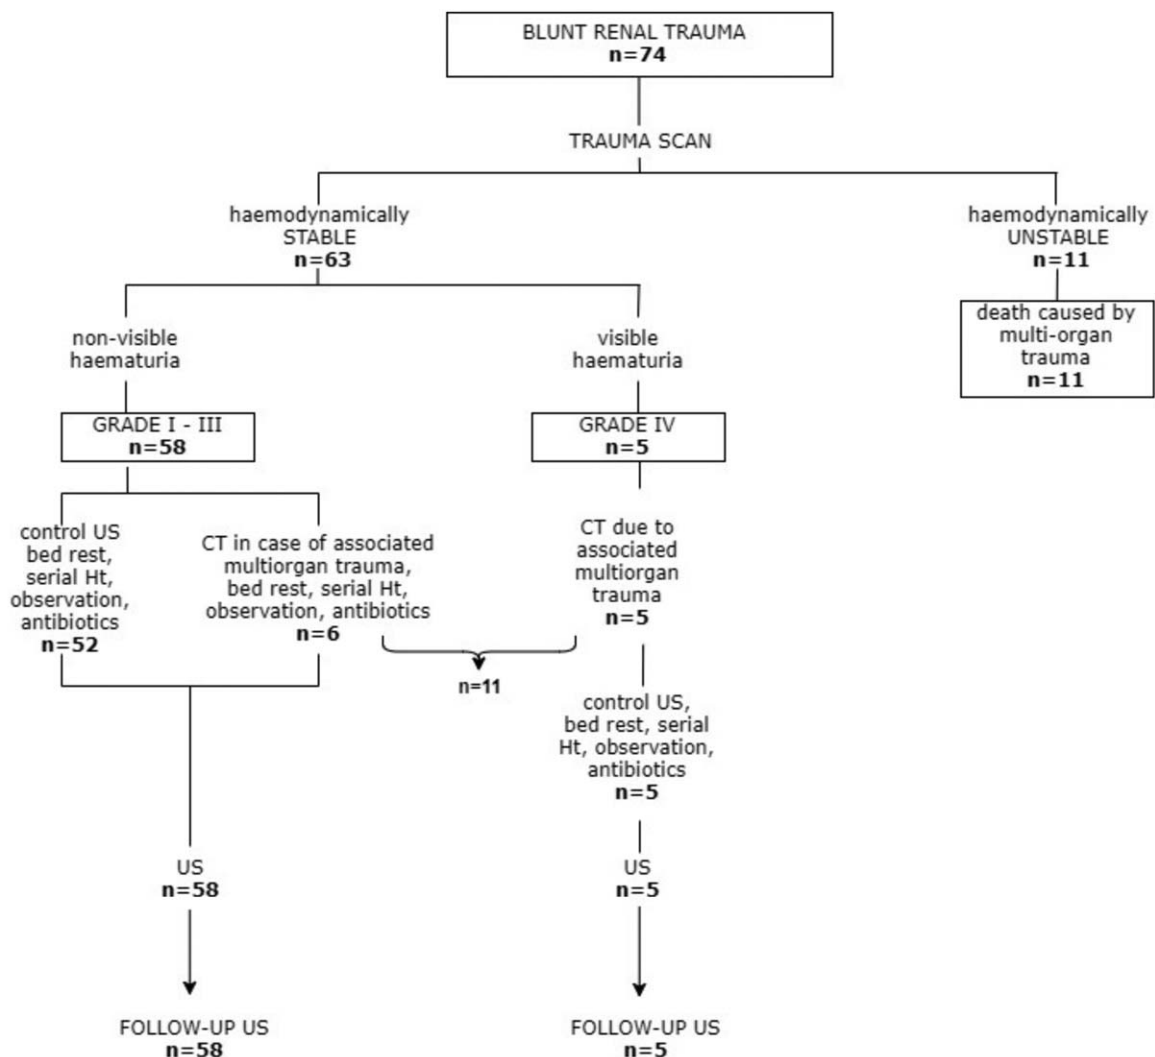 BLUNT RENAL TRAUMA
n=74
TRAUMA SCAN
haemodynamically
STABLE
n=63
haemodynamically
UNSTABLE
n=11
death caused by
multi-organ
trauma
n=11
non-visible
haematuria
visible
haematuria
GRADE I - III
n=58
GRADE IV
n=5
control US
bed rest,
serial Ht,
observation,
antibiotics
n=52
CT in case of associated
multiorgan trauma,
bed rest, serial Ht,
observation, antibiotics
n=6
CT due to
associated
multiorgan
trauma
n=5
n=11
control US,
bed rest, serial
Ht, observation,
antibiotics
n=5
US
n=58
US
n=5
FOLLOW-UP US
n=58
FOLLOW-UP US
n=5